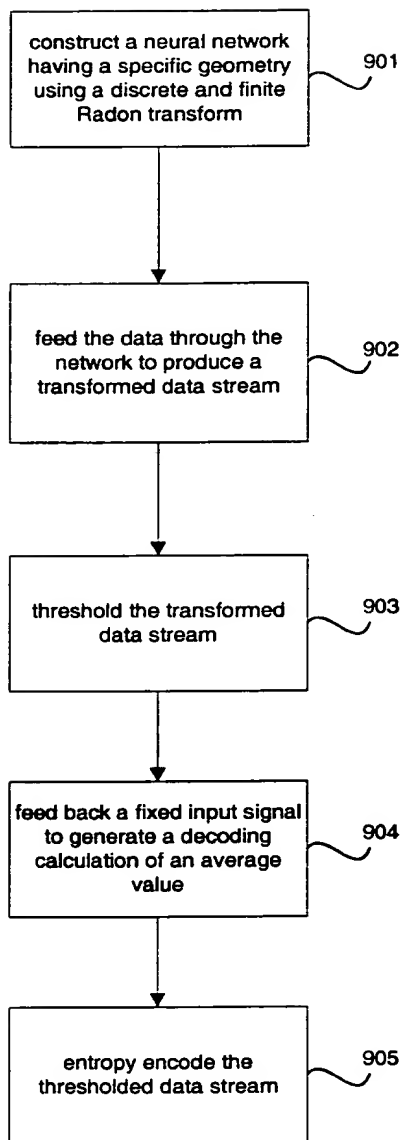 construct a neural network
having a specific geometry
using a discrete and finite
Radon transform
901
feed the data through the
network to produce a
transformed data stream
902
threshold the transformed
data stream
903
feed back a fixed input signal
to generate a decoding
calculation of an average
value
904
entropy encode the
thresholded data stream
905